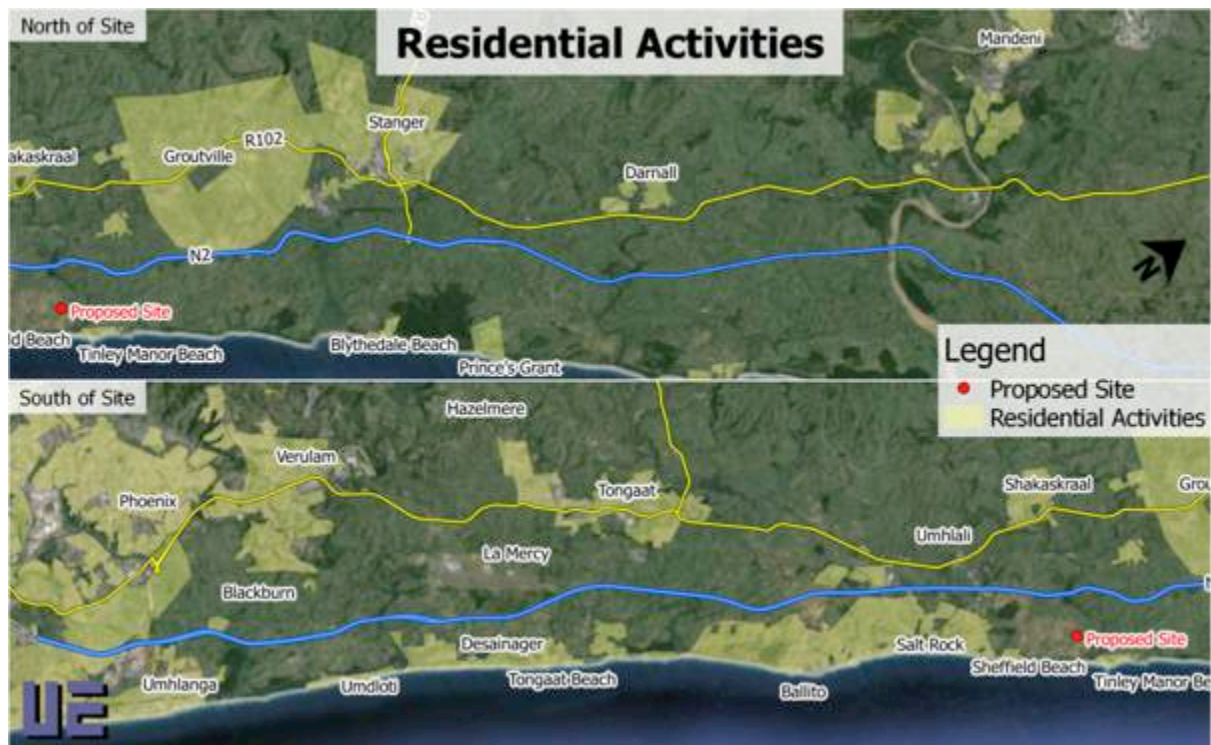 North of Site
Residential Activities
Mandeni
Stanger
R102
akaskraal
Groutville
Darnall
N2
N
Proposed Site
ld Beach
Tinley Manor Beach
Blythedale Beach
Prince's Grant
Legend
Proposed Site
Residential Activities
South of Site
Hazelmere
Verulam
Phoenix
Tongaat
Shakaskraal
Grou
Umhlali
La Mercy
Blackburn
N
Desainager
Salt Rock
Proposed Site
Sheffield Beach
Tinley Manor Be
Umhlanga
Umdloti
Tongaat Beach
Ballito
UE